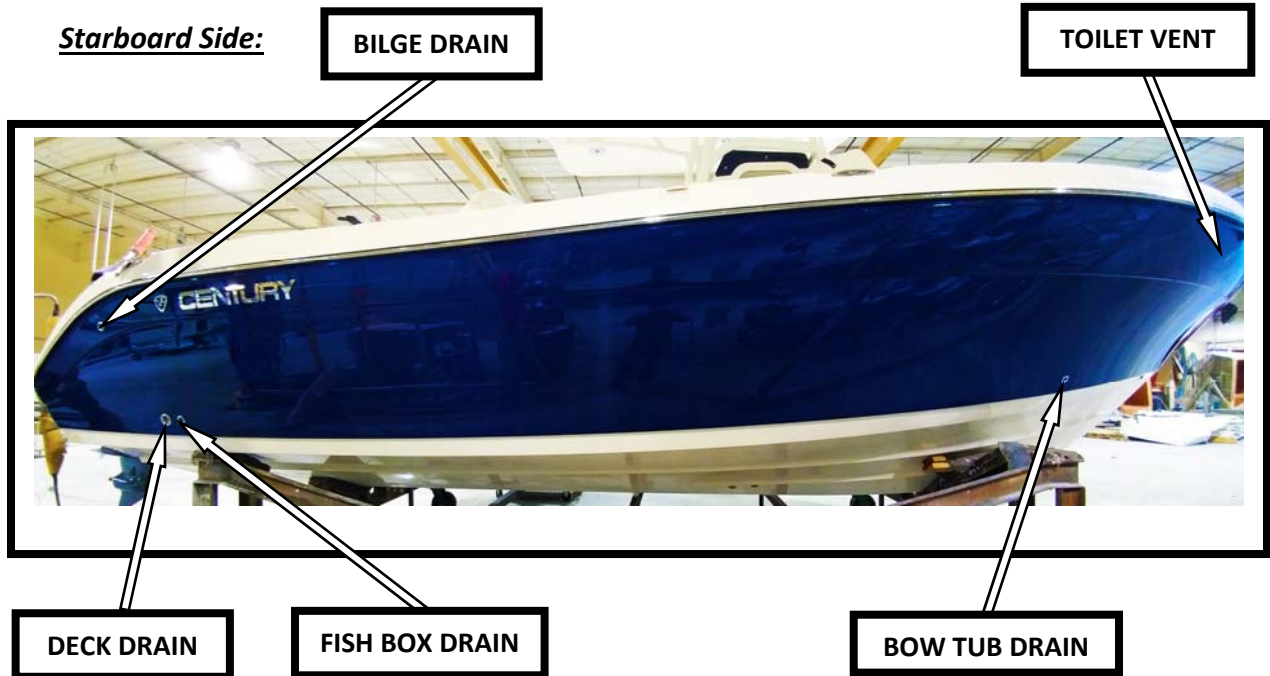 Starboard Side:
BILGE DRAIN
TOILET VENT
CENTURY
DECK DRAIN
FISH BOX DRAIN
BOW TUB DRAIN